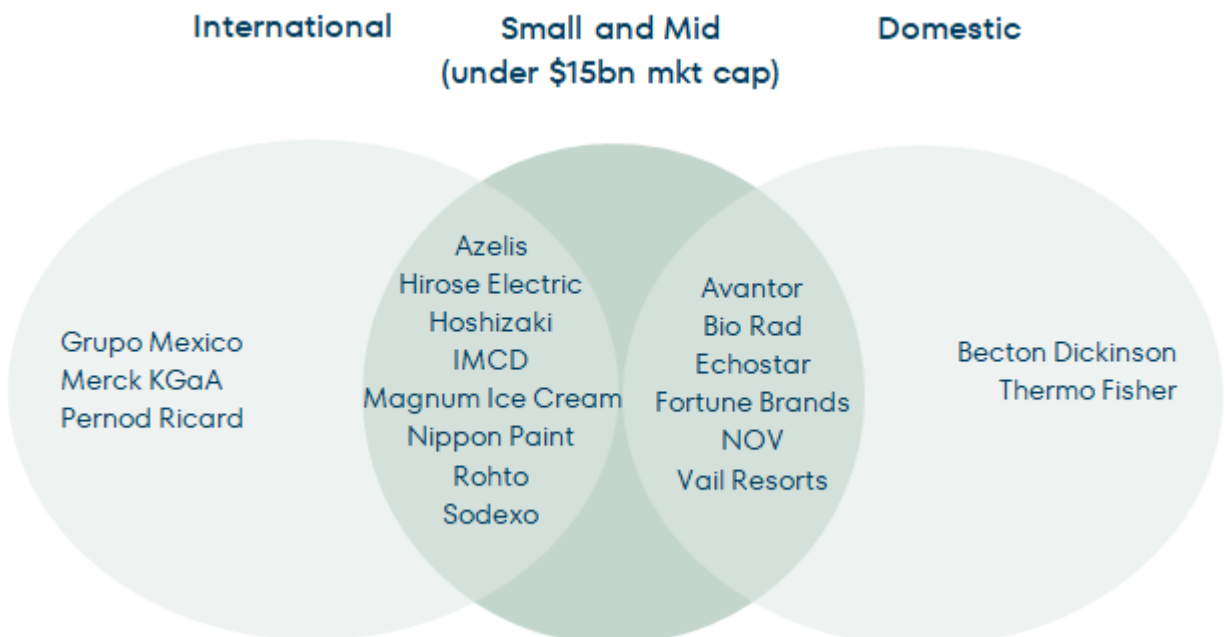 International
Small and Mid
(under $15bn mkt cap)
Domestic
Grupo Mexico
Merck KGaA
Pernod Ricard
Azelis
Hirose Electric
Hoshizaki
IMCD
Magnum Ice Cream
Nippon Paint
Rohto
Sodexo
Avantor
Bio Rad
Echostar
Fortune Brands
NOV
Vail Resorts
Becton Dickinson
Thermo Fisher